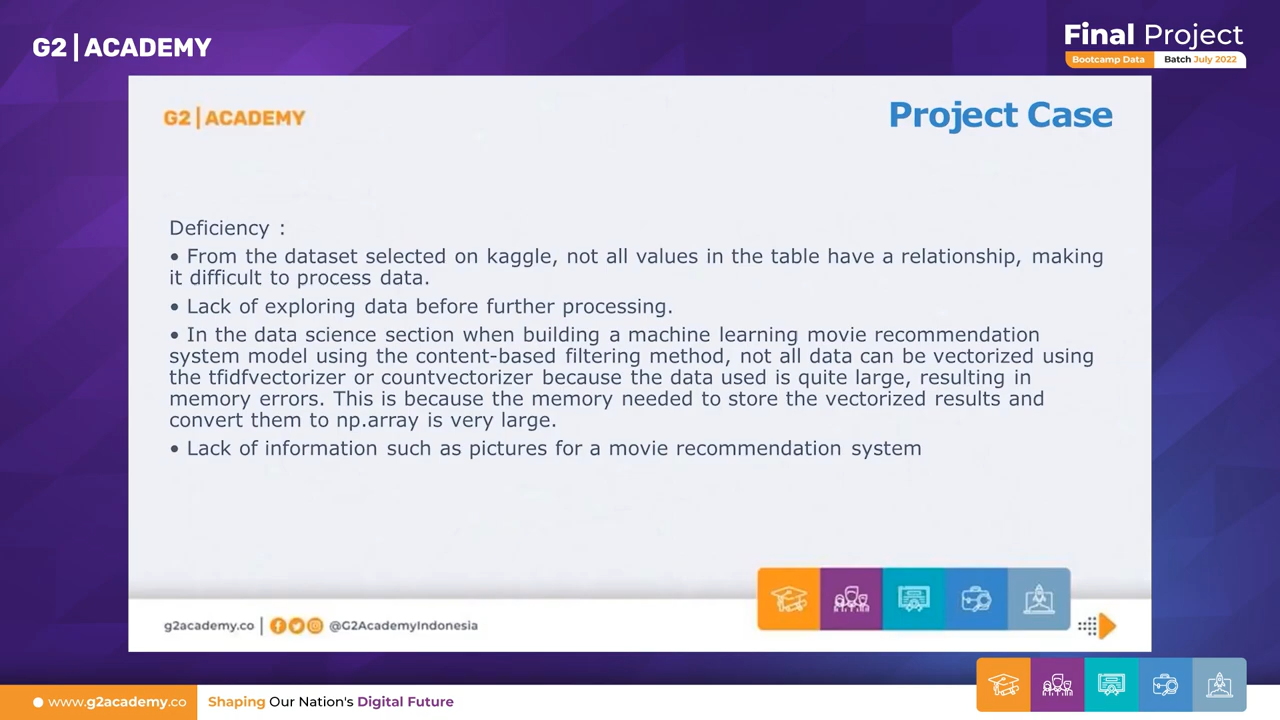 G2 | ACADEMY
Final Project
Bootcamp Data Batch July 2022
G2 | ACADEMY
Project Case
Deficiency :
• From the dataset selected on kaggle, not all values in the table have a relationship, making
it difficult to process data.
• Lack of exploring data before further processing.
• In the data science section when building a machine learning movie recommendation
system model using the content-based filtering method, not all data can be vectorized using
the tfidfvectorizer or countvectorizer because the data used is quite large, resulting in
memory errors. This is because the memory needed to store the vectorized results and
convert them to np.array is very large.
• Lack of information such as pictures for a movie recommendation system
g2academy.co | @G2AcademyIndonesia
www.g2academy.co Shaping Our Nation's Digital Future